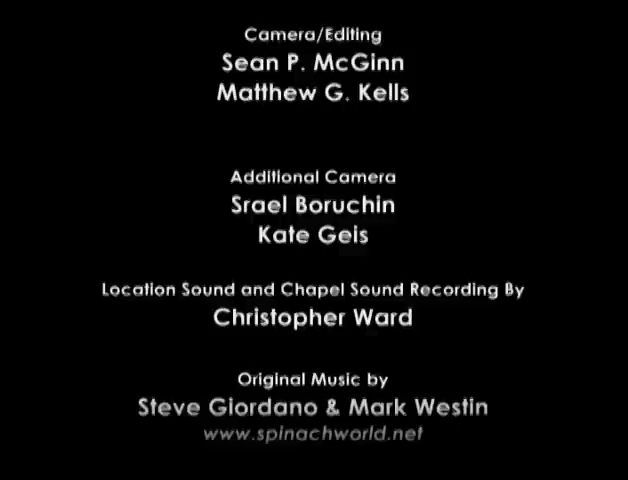 Camera/Editing
Sean P. McGinn
Matthew G. Kells
Additional Camera
Srael Boruchin
Kate Geis
Location Sound and Chapel Sound Recording By
Christopher Ward
Original Music by
Steve Giordano & Mark Westin
www.spinachworld.net